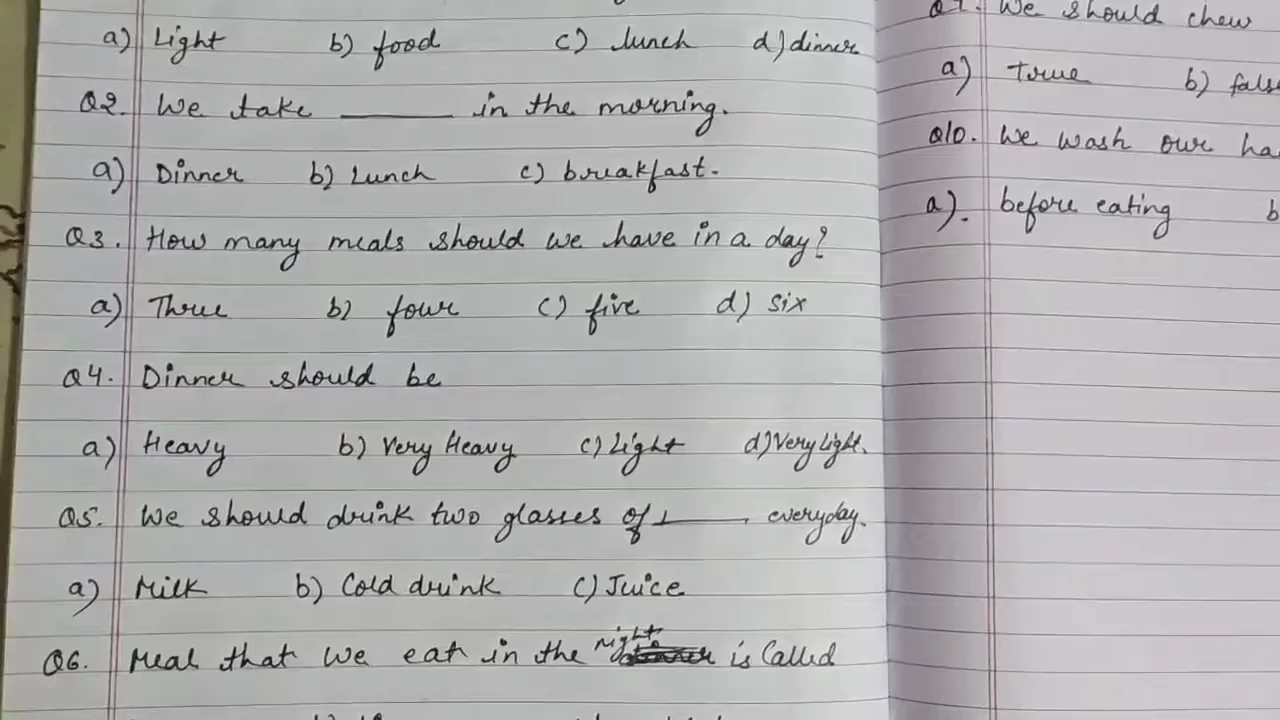 a) Light b) food c) lunch d) dinner
Q2. We take ______ in the morning.
a) Dinner b) Lunch c) breakfast.
Q3. How many meals should we have in a day?
a) Three b) four c) five d) six
Q4. Dinner should be
a) Heavy b) Very Heavy c) Light d) Very Light.
Q5. We should drink two glasses of ______. everyday.
a) Milk b) Cold drink c) Juice
Q6. Meal that we eat in the night is Called
We should chew
a) true b) fals
Q10. We wash our ha
a). before eating b